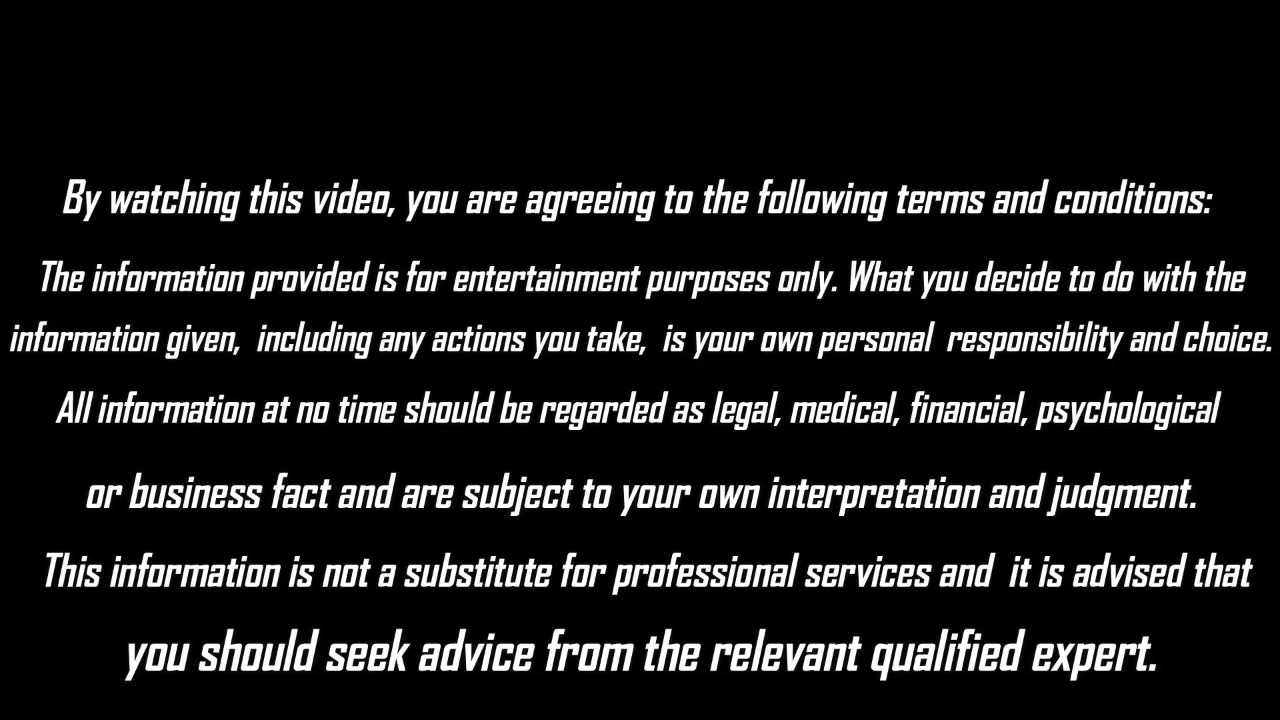 By watching this video, you are agreeing to the following terms and conditions:
The information provided is for entertainment purposes only. What you decide to do with the
information given, including any actions you take, is your own personal responsibility and choice.
All information at no time should be regarded as legal, medical, financial, psychological
or business fact and are subject to your own interpretation and judgment.
This information is not a substitute for professional services and it is advised that
you should seek advice from the relevant qualified expert.